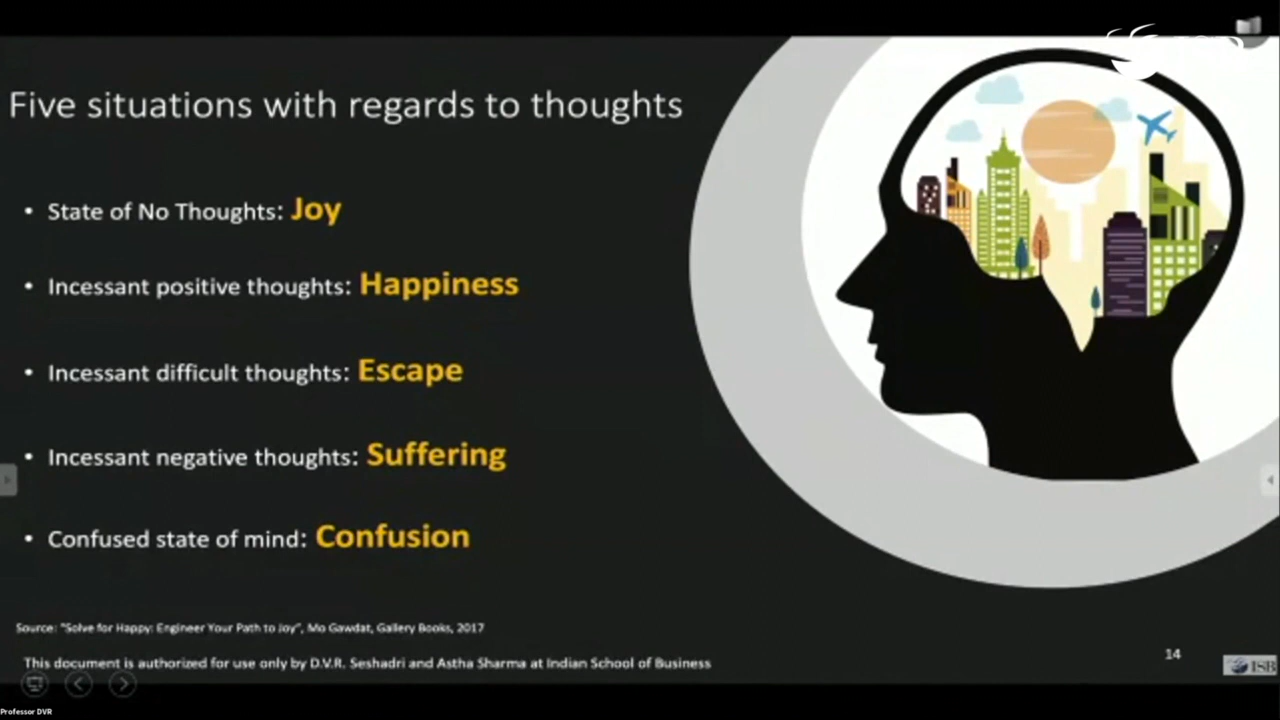 Five situations with regards to thoughts
• State of No Thoughts: Joy
• Incessant positive thoughts: Happiness
• Incessant difficult thoughts: Escape
• Incessant negative thoughts: Suffering
• Confused state of mind: Confusion
Source: "Solve for Happy: Engineer Your Path to Joy", Mo Gawdat, Gallery Books, 2017
14
This document is authorized for use only by D.V.R. Seshadri and Astha Sharma at Indian School of Business
ISB
Professor DVR